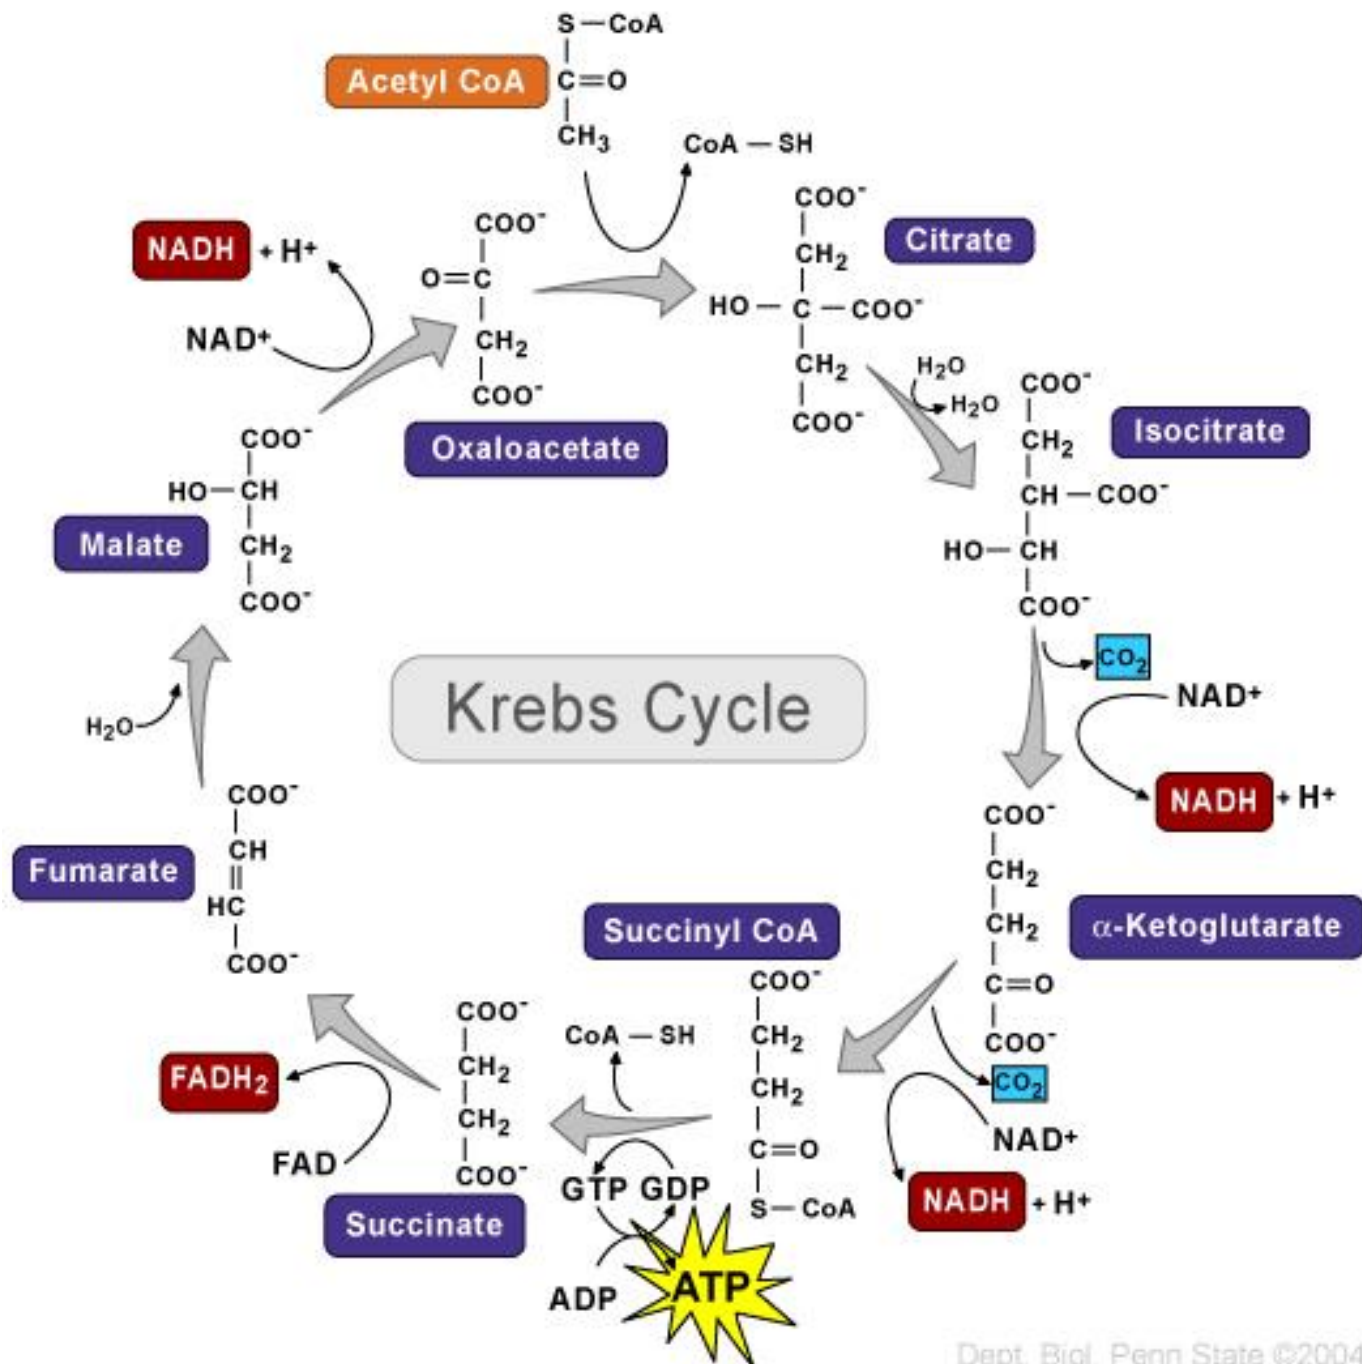 S—CoA
Acetyl CoA
C=O
CH₃
CoA—SH
COO⁻
CH₂
HO—C—COO⁻
CH₂
COO⁻
Citrate
H₂O
H₂O
COO⁻
CH₂
CH—COO⁻
HO—CH
COO⁻
Isocitrate
CO₂
NAD⁺
NADH + H⁺
COO⁻
CH₂
CH₂
C=O
COO⁻
α-Ketoglutarate
CO₂
NAD⁺
NADH + H⁺
Succinyl CoA
COO⁻
CH₂
CH₂
C=O
S—CoA
CoA—SH
GTP GDP
ADP
ATP
COO⁻
CH₂
CH₂
COO⁻
Succinate
FADH₂
FAD
COO⁻
CH
HC
COO⁻
Fumarate
H₂O
COO⁻
HO—CH
CH₂
COO⁻
Malate
NADH + H⁺
NAD⁺
COO⁻
O=C
CH₂
COO⁻
Oxaloacetate
Krebs Cycle
Dept. Biol. Penn State ©2004